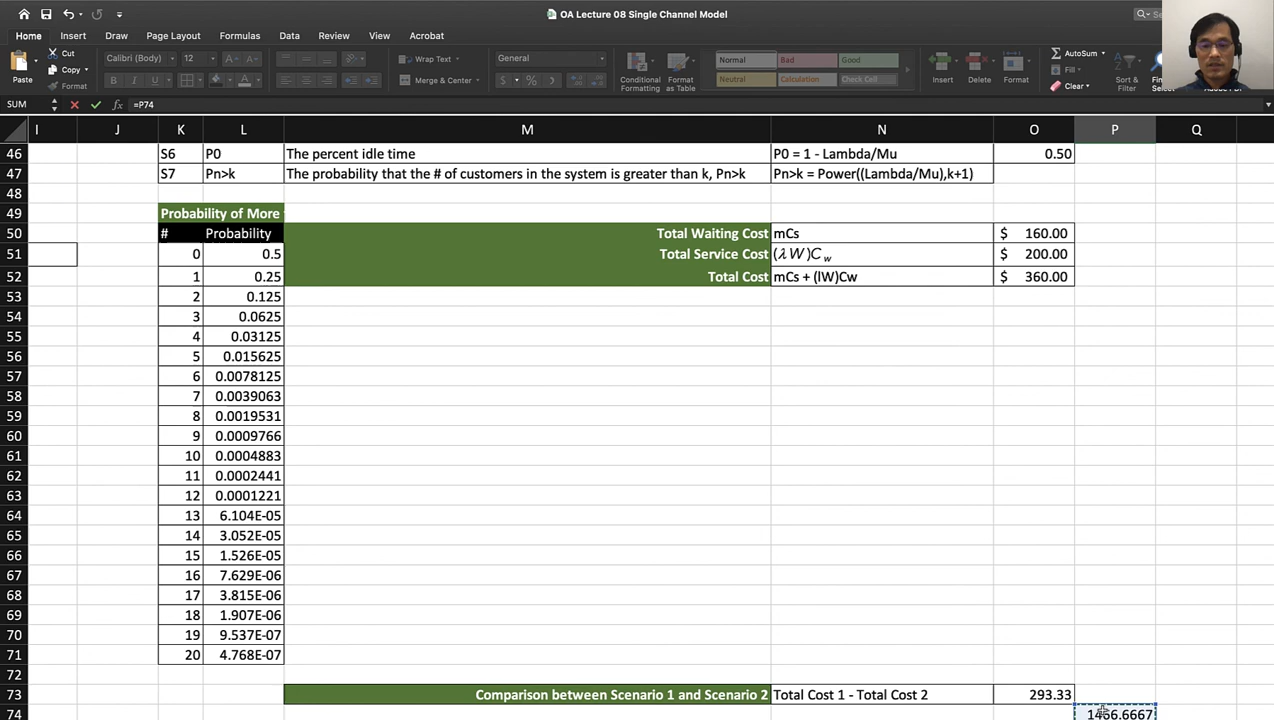 OA Lecture 08 Single Channel Model
Home Insert Draw Page Layout Formulas Data Review View Acrobat
Paste
Cut
Copy
Format
Calibri (Body) 12
B I U
Wrap Text
Merge & Center
General
$ %
Conditional Formatting
Format as Table
Normal Bad Good
Neutral Calculation Check Cell
Insert
Delete
Format
AutoSum
Fill
Clear
Sort & Filter
SUM fx =P74
I J K L M N O P Q
46 S6 P0 The percent idle time P0 = 1 - Lambda/Mu 0.50
47 S7 Pn>k The probability that the # of customers in the system is greater than k, Pn>k Pn>k = Power((Lambda/Mu),k+1)
48
49 Probability of More
50 # Probability Total Waiting Cost mCs $ 160.00
51 0 0.5 Total Service Cost (λW)Cw $ 200.00
52 1 0.25 Total Cost mCs + (lW)Cw $ 360.00
53 2 0.125
54 3 0.0625
55 4 0.03125
56 5 0.015625
57 6 0.0078125
58 7 0.0039063
59 8 0.0019531
60 9 0.0009766
61 10 0.0004883
62 11 0.0002441
63 12 0.0001221
64 13 6.104E-05
65 14 3.052E-05
66 15 1.526E-05
67 16 7.629E-06
68 17 3.815E-06
69 18 1.907E-06
70 19 9.537E-07
71 20 4.768E-07
72
73 Comparison between Scenario 1 and Scenario 2 Total Cost 1 - Total Cost 2 293.33
74 1466.6667